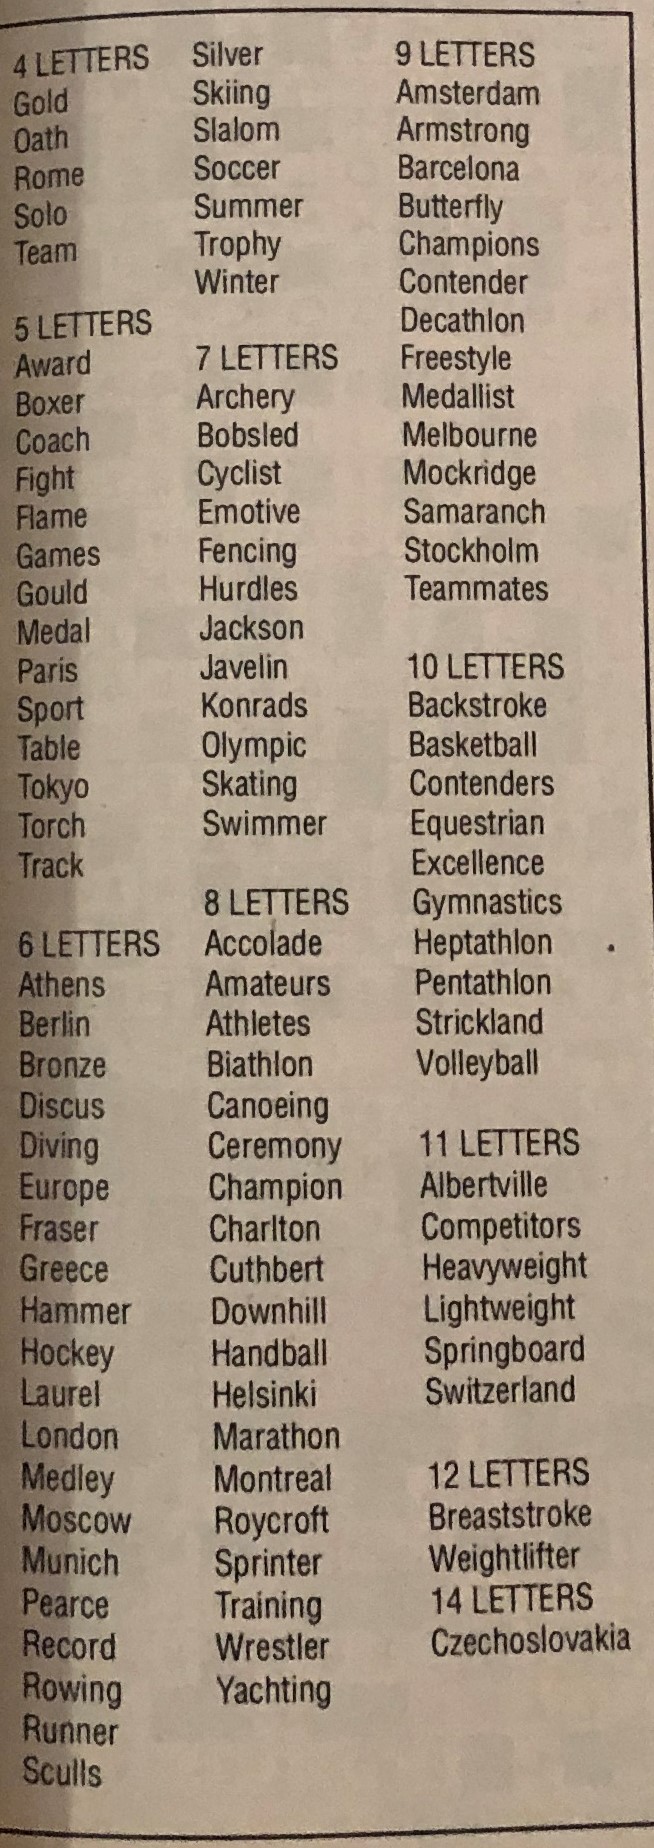 4 LETTERS
Gold
Oath
Rome
Solo
Team
5 LETTERS
Award
Boxer
Coach
Fight
Flame
Games
Gould
Medal
Paris
Sport
Table
Tokyo
Torch
Track
6 LETTERS
Athens
Berlin
Bronze
Discus
Diving
Europe
Fraser
Greece
Hammer
Hockey
Laurel
London
Medley
Moscow
Munich
Pearce
Record
Rowing
Runner
Sculls
Silver
Skiing
Slalom
Soccer
Summer
Trophy
Winter
7 LETTERS
Archery
Bobsled
Cyclist
Emotive
Fencing
Hurdles
Jackson
Javelin
Konrads
Olympic
Skating
Swimmer
8 LETTERS
Accolade
Amateurs
Athletes
Biathlon
Canoeing
Ceremony
Champion
Charlton
Cuthbert
Downhill
Handball
Helsinki
Marathon
Montreal
Roycroft
Sprinter
Training
Wrestler
Yachting
9 LETTERS
Amsterdam
Armstrong
Barcelona
Butterfly
Champions
Contender
Decathlon
Freestyle
Medallist
Melbourne
Mockridge
Samaranch
Stockholm
Teammates
10 LETTERS
Backstroke
Basketball
Contenders
Equestrian
Excellence
Gymnastics
Heptathlon
Pentathlon
Strickland
Volleyball
11 LETTERS
Albertville
Competitors
Heavyweight
Lightweight
Springboard
Switzerland
12 LETTERS
Breaststroke
Weightlifter
14 LETTERS
Czechoslovakia